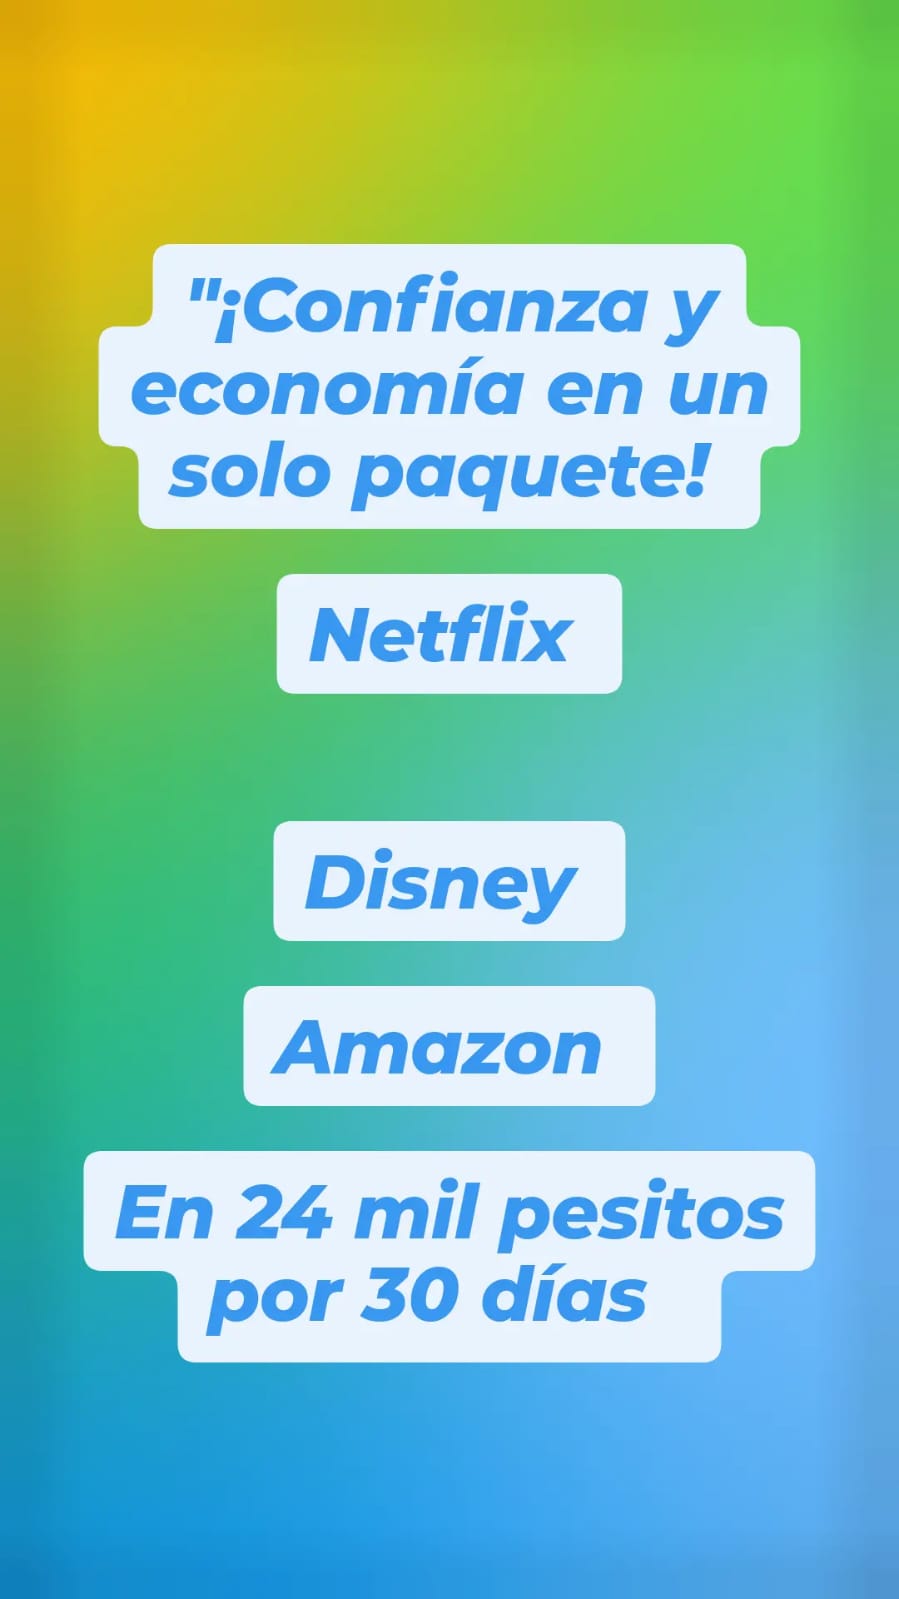 "¡Confianza y
economía en un
solo paquete!
Netflix
Disney
Amazon
En 24 mil pesitos
por 30 días